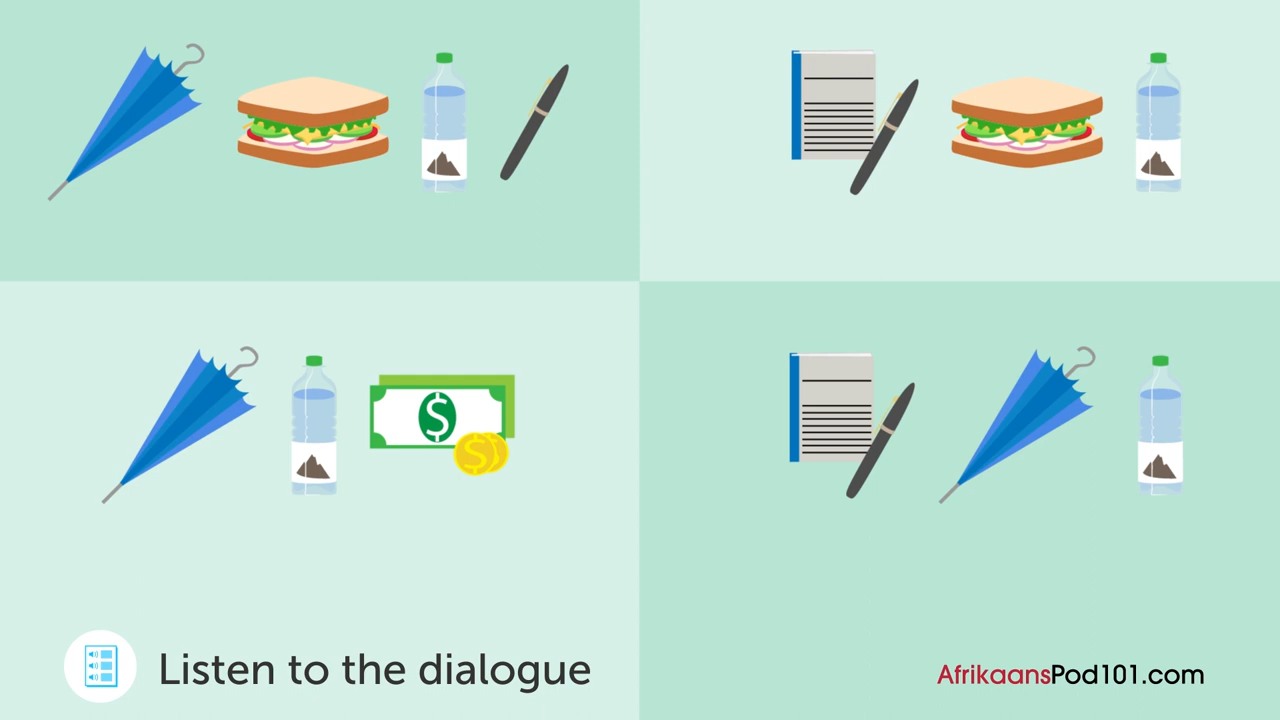 $
$
Listen to the dialogue
AfrikaansPod101.com